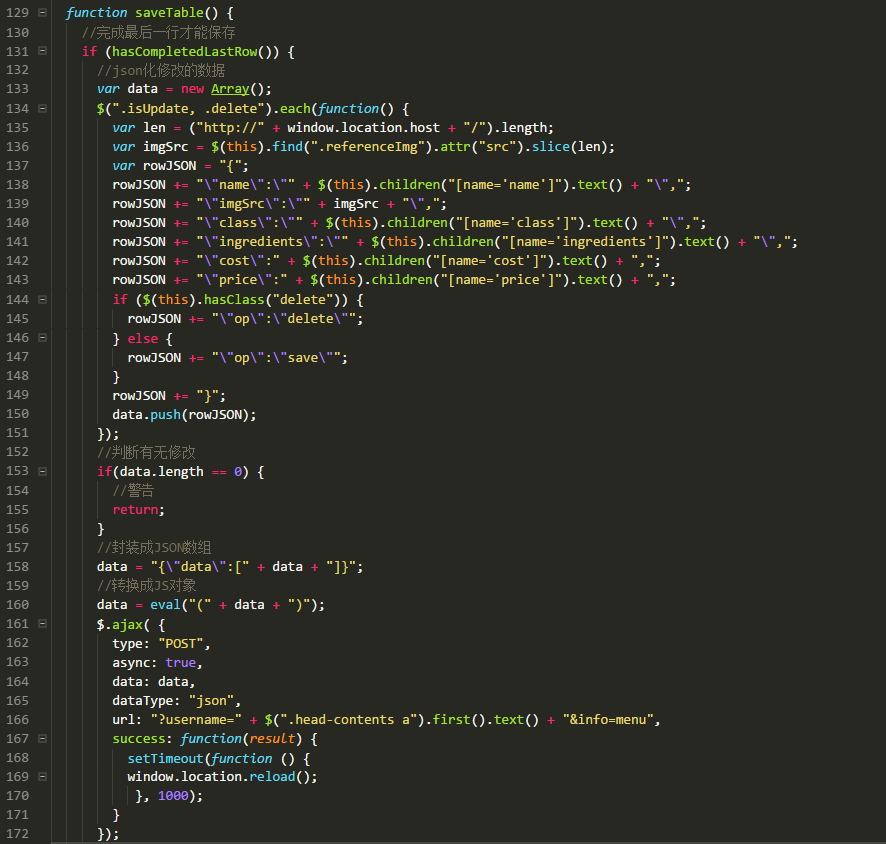 129 function saveTable() {
130 //完成最后一行才能保存
131 if (hasCompletedLastRow()) {
132 //json化修改的数据
133 var data = new Array();
134 $(".isUpdate, .delete").each(function() {
135 var len = ("http://" + window.location.host + "/").length;
136 var imgSrc = $(this).find(".referenceImg").attr("src").slice(len);
137 var rowJSON = "{";
138 rowJSON += "\"name\":\"" + $(this).children("[name='name']").text() + "\",";
139 rowJSON += "\"imgSrc\":\"" + imgSrc + "\",";
140 rowJSON += "\"class\":\"" + $(this).children("[name='class']").text() + "\",";
141 rowJSON += "\"ingredients\":\"" + $(this).children("[name='ingredients']").text() + "\",";
142 rowJSON += "\"cost\":" + $(this).children("[name='cost']").text() + ",";
143 rowJSON += "\"price\":" + $(this).children("[name='price']").text() + ",";
144 if ($(this).hasClass("delete")) {
145 rowJSON += "\"op\":\"delete\"";
146 } else {
147 rowJSON += "\"op\":\"save\"";
148 }
149 rowJSON += "}";
150 data.push(rowJSON);
151 });
152 //判断有无修改
153 if(data.length == 0) {
154 //警告
155 return;
156 }
157 //封装成JSON数组
158 data = "{\"data\":[" + data + "]}";
159 //转换成JS对象
160 data = eval("(" + data + ")");
161 $.ajax( {
162 type: "POST",
163 async: true,
164 data: data,
165 dataType: "json",
166 url: "?username=" + $(".head-contents a").first().text() + "&info=menu",
167 success: function(result) {
168 setTimeout(function () {
169 window.location.reload();
170 }, 1000);
171 }
172 });